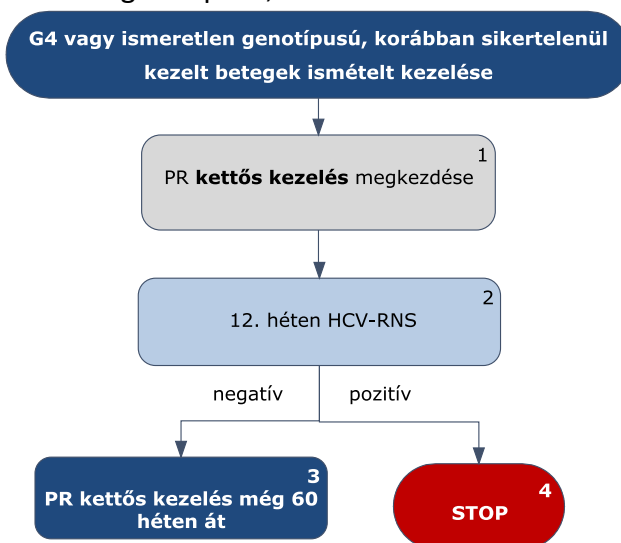 G4 vagy ismeretlen genotípusú, korábban sikertelenül
kezelt betegek ismételt kezelése
1
PR kettős kezelés megkezdése
2
12. héten HCV-RNS
negatív
pozitív
3
PR kettős kezelés még 60
héten át
4
STOP